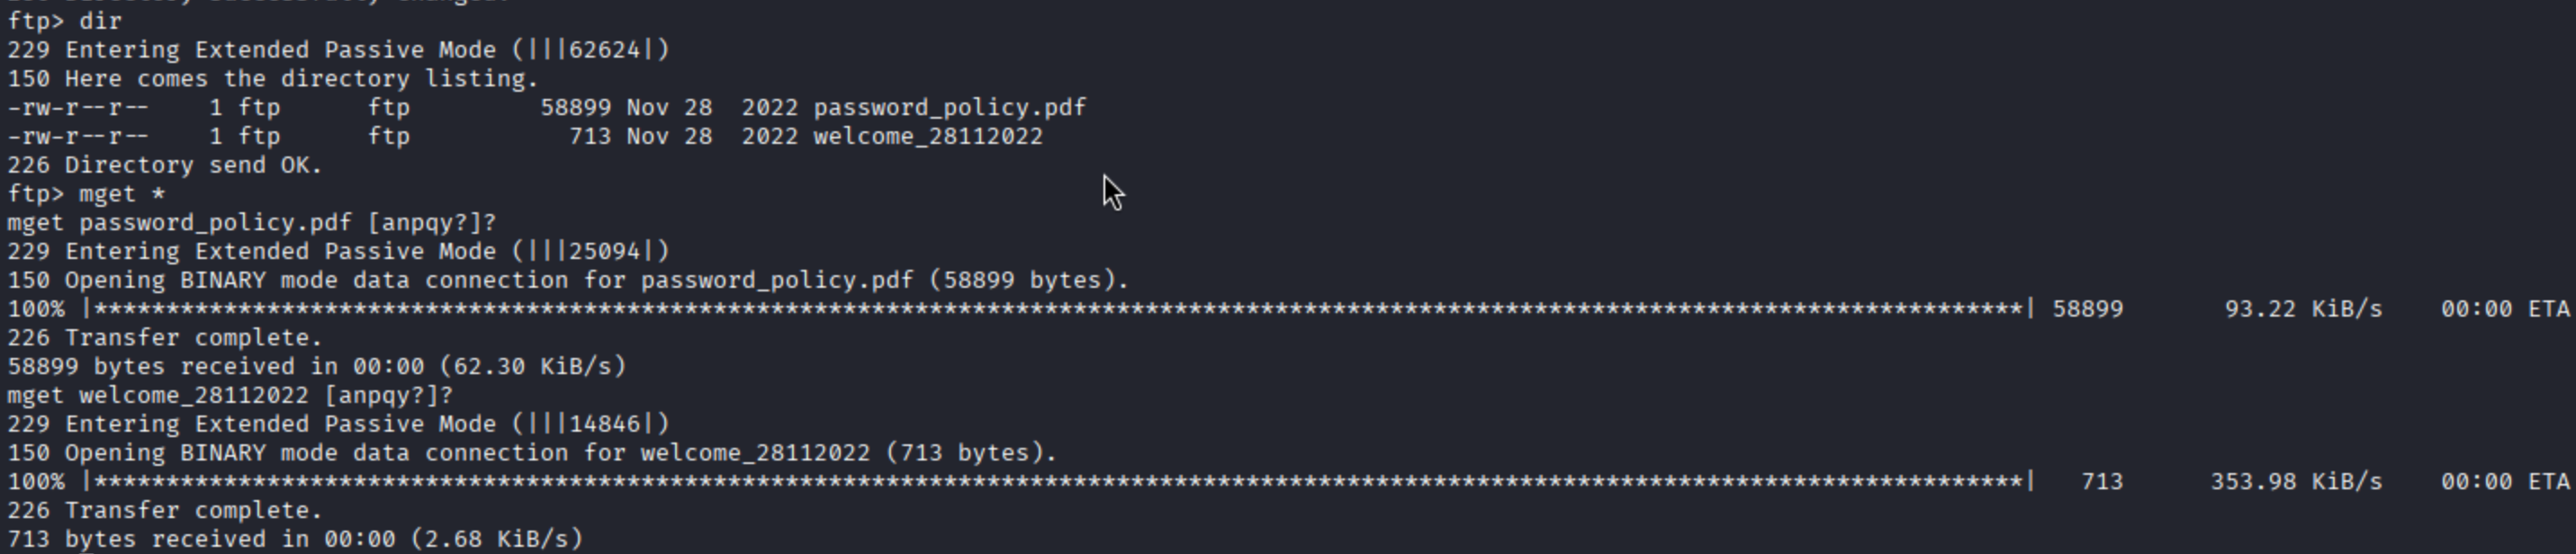 ftp> dir
229 Entering Extended Passive Mode (|||62624|)
150 Here comes the directory listing.
-rw-r--r--    1 ftp      ftp         58899 Nov 28  2022 password_policy.pdf
-rw-r--r--    1 ftp      ftp           713 Nov 28  2022 welcome_28112022
226 Directory send OK.
ftp> mget *
mget password_policy.pdf [anpqy?]?
229 Entering Extended Passive Mode (|||25094|)
150 Opening BINARY mode data connection for password_policy.pdf (58899 bytes).
100% |**************************************************************************************************************************************| 58899       93.22 KiB/s    00:00 ETA
226 Transfer complete.
58899 bytes received in 00:00 (62.30 KiB/s)
mget welcome_28112022 [anpqy?]?
229 Entering Extended Passive Mode (|||14846|)
150 Opening BINARY mode data connection for welcome_28112022 (713 bytes).
100% |**************************************************************************************************************************************|   713      353.98 KiB/s    00:00 ETA
226 Transfer complete.
713 bytes received in 00:00 (2.68 KiB/s)